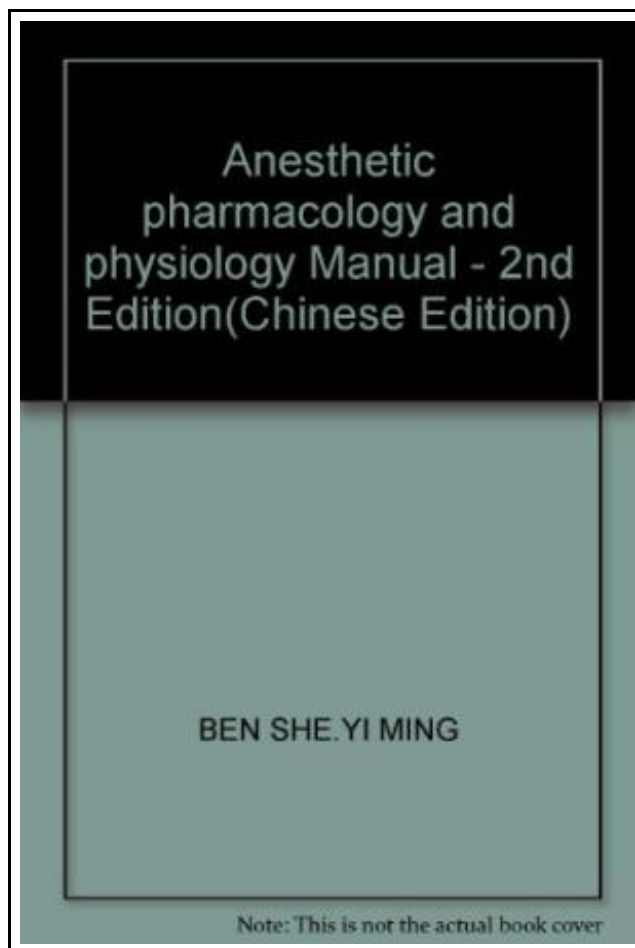 Anesthetic
pharmacology and
physiology Manual - 2nd
Edition(Chinese Edition)
BEN SHE.YI MING
Note: This is not the actual book cover